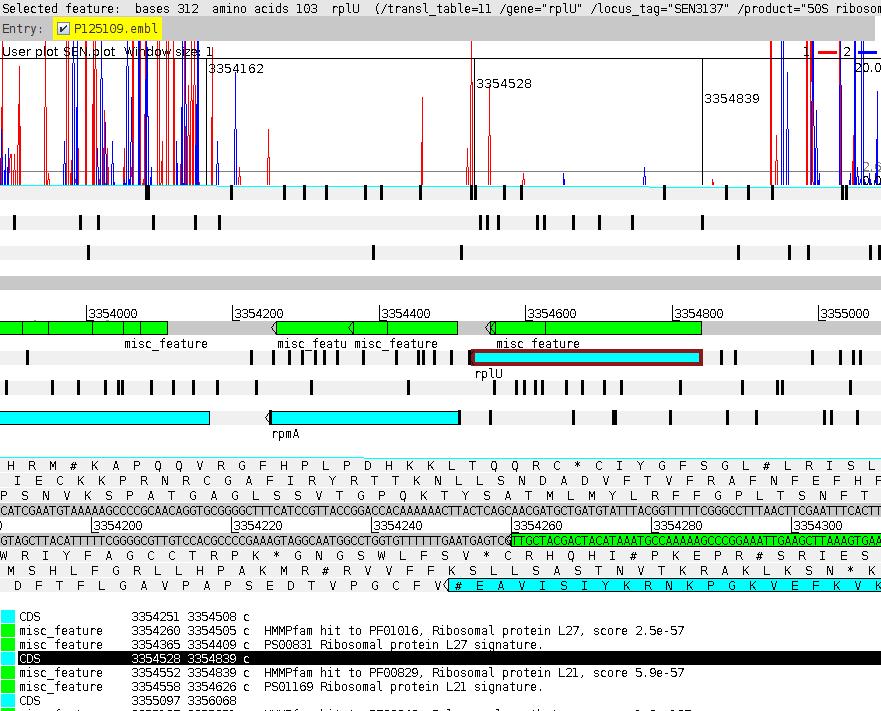 Selected feature: bases 312 amino acids 103 rplU (/transl_table=11 /gene="rplU" /locus_tag="SEN3137" /product="50S riboson
Entry: P125109.embl
User plot SEN.plot Window size: 1 1 2
3354162 20.0
3354528
3354839
3354000 3354200 3354400 3354600 3354800 3355000
misc_feature misc_featu misc_feature misc_feature
rplU
rpmA
H R M # K A P Q Q V R G F H P L P D H K K L T Q Q R C * C I Y G F S G L # L R I S L
I E C K K P R N R C G A F I R Y R T T K N L L S N D A D V F T V F R A F N F E F H F
P S N V K S P A T G A G L S S V T G P Q K T Y S A T L M L Y L R F F G P L T S N F T
CATCGAATGTAAAAAGCCCCGCAACAGGTGCGGGGCTTTCATCCGTTACCGGACCACAAAAAACTTACTCAGCAACGATGCTGATGTATTTACGGTTTTTCGGGCCTTTAACTTCGAATTTCACTT
3354200 3354220 3354240 3354260 3354280 3354300
GTAGCTTACATTTTTCGGGGCGTTGTCCACGCCCCGAAAGTAGGCAATGGCCTGGTGTTTTTTGAATGAGTCGTTGCTACGACTACATAAATGCCAAAAAGCCCGGAAATTGAAGCTTAAAGTGAA
W R I Y F A G C C T R P K * G N G S W L F S V * C R H Q H I # P K E P R # S R I E S
M S H L F G R L L H P A K M R # R V V F F K S L L S A S T N V T K R A K L K S N * K
D F T F L G A V P A P S E D T V P G C F V # E A V I S I Y K R N K P G K V E F K V K
CDS 3354251 3354508 c
misc_feature 3354260 3354505 c HMMPfam hit to PF01016, Ribosomal protein L27, score 2.5e-57
misc_feature 3354365 3354409 c PS00831 Ribosomal protein L27 signature.
CDS 3354528 3354839 c
misc_feature 3354552 3354839 c HMMPfam hit to PF00829, Ribosomal protein L21, score 5.9e-57
misc_feature 3354558 3354626 c PS01169 Ribosomal protein L21 signature.
CDS 3355097 3356068